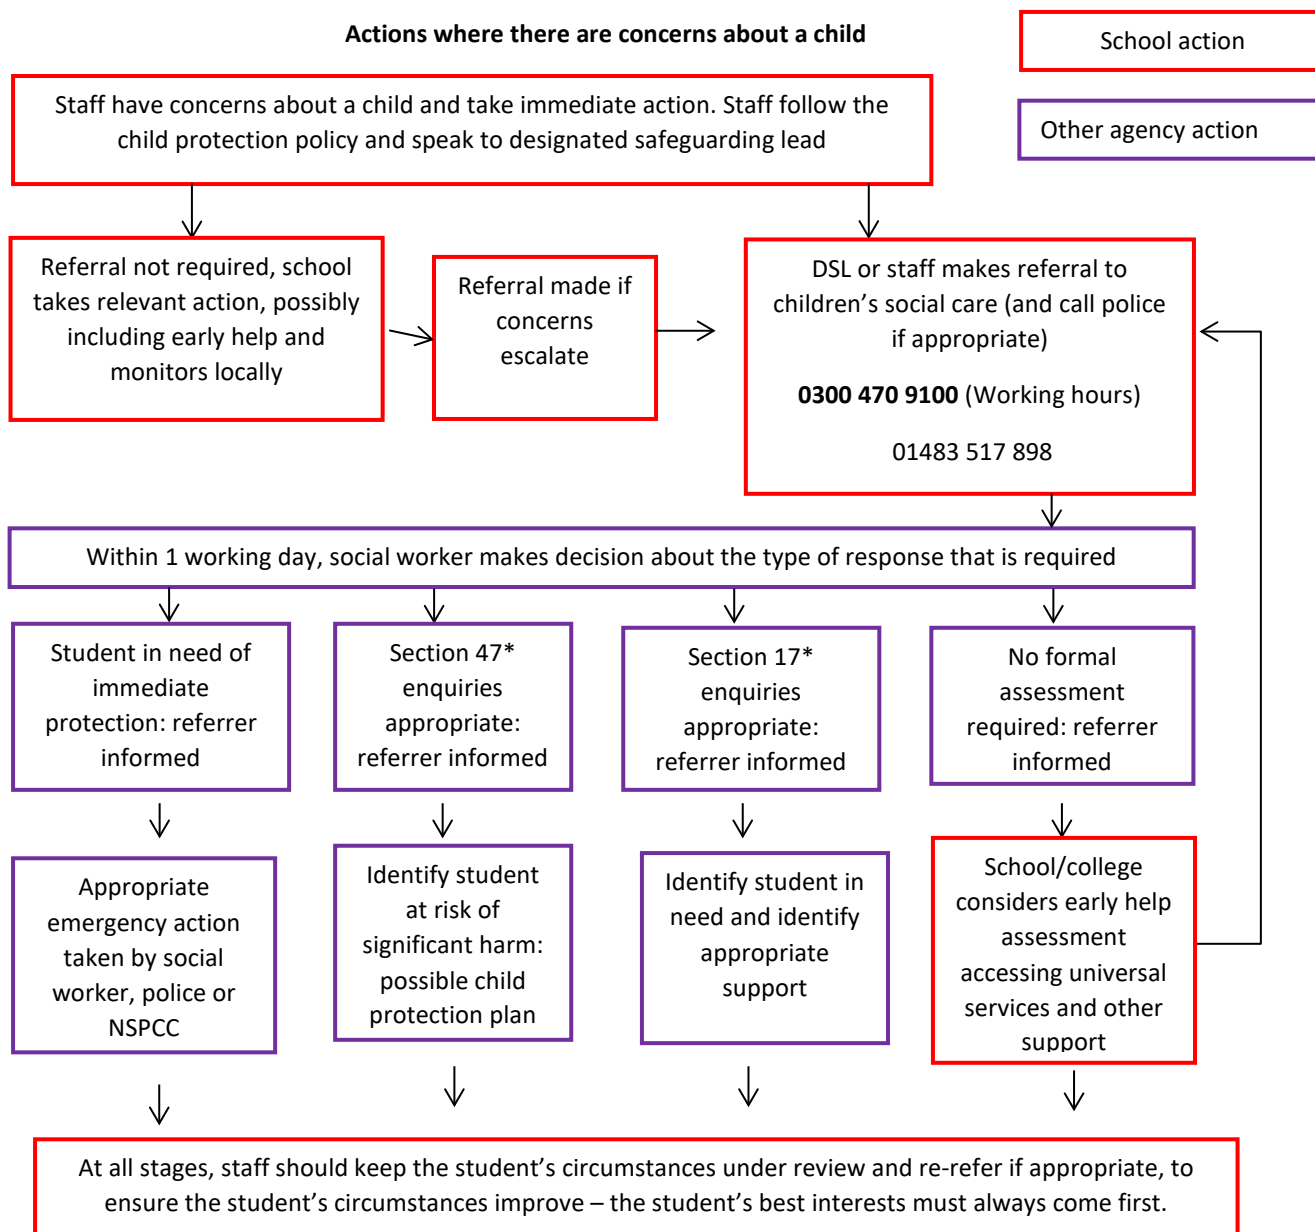 Actions where there are concerns about a child
School action
Other agency action
Staff have concerns about a child and take immediate action. Staff follow the
child protection policy and speak to designated safeguarding lead
Referral not required, school
takes relevant action, possibly
including early help and
monitors locally
Referral made if
concerns
escalate
DSL or staff makes referral to
children’s social care (and call police
if appropriate)
0300 470 9100 (Working hours)
01483 517 898
Within 1 working day, social worker makes decision about the type of response that is required
Student in need of
immediate
protection: referrer
informed
Section 47*
enquiries
appropriate:
referrer informed
Section 17*
enquiries
appropriate:
referrer informed
No formal
assessment
required: referrer
informed
Appropriate
emergency action
taken by social
worker, police or
NSPCC
Identify student
at risk of
significant harm:
possible child
protection plan
Identify student in
need and identify
appropriate
support
School/college
considers early help
assessment
accessing universal
services and other
support
At all stages, staff should keep the student’s circumstances under review and re-refer if appropriate, to
ensure the student’s circumstances improve – the student’s best interests must always come first.